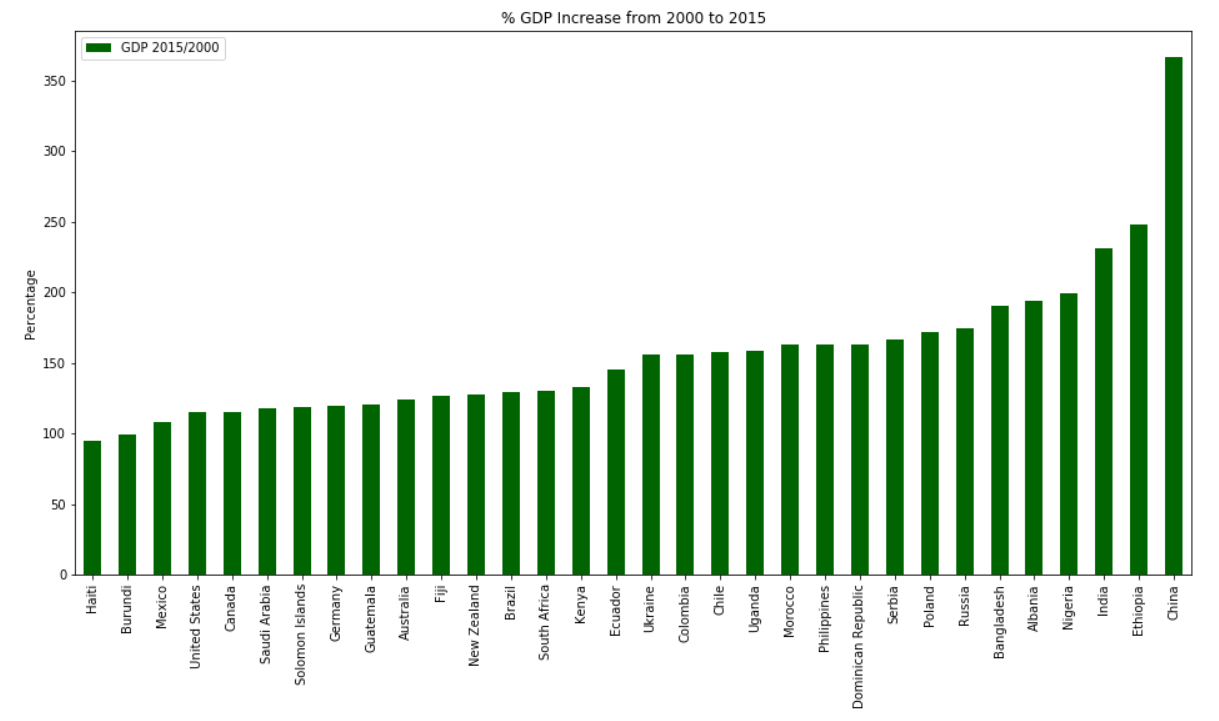 % GDP Increase from 2000 to 2015
GDP 2015/2000
Percentage
350
300
250
200
150
100
50
0
Haiti
Burundi
Mexico
United States
Canada
Saudi Arabia
Solomon Islands
Germany
Guatemala
Australia
Fiji
New Zealand
Brazil
South Africa
Kenya
Ecuador
Ukraine
Colombia
Chile
Uganda
Morocco
Philippines
Dominican Republic
Serbia
Poland
Russia
Bangladesh
Albania
Nigeria
India
Ethiopia
China